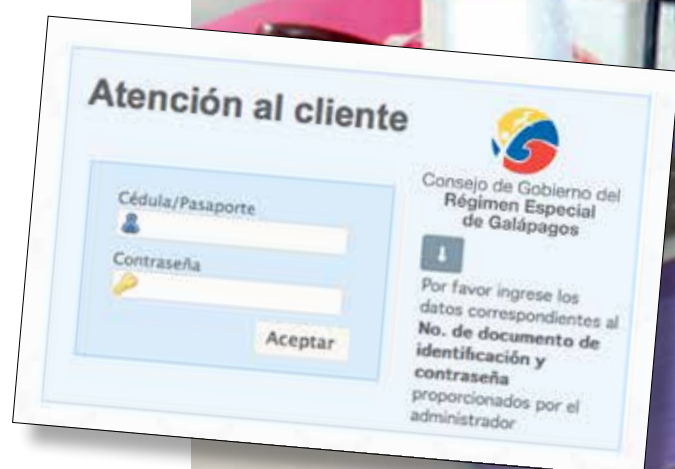 Atención al cliente
Cédula/Pasaporte
Contraseña
Aceptar
Consejo de Gobierno del
Régimen Especial
de Galápagos
Por favor ingrese los
datos correspondientes al
No. de documento de
identificación y
contraseña
proporcionados por el
administrador